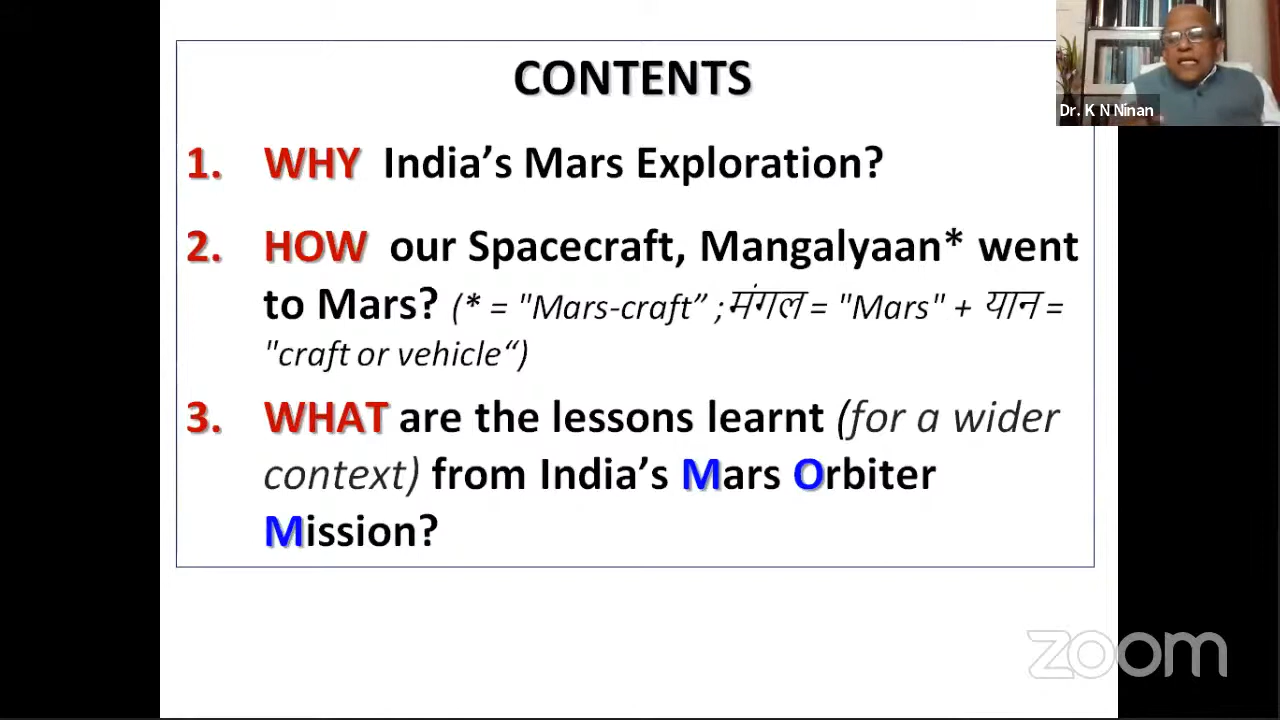 CONTENTS
1. WHY India’s Mars Exploration?
2. HOW our Spacecraft, Mangalyaan* went
to Mars? (* = "Mars-craft” ;मंगल = "Mars" + यान =
"craft or vehicle“)
3. WHAT are the lessons learnt (for a wider
context) from India’s Mars Orbiter
Mission?
Dr. K N Ninan
zoom